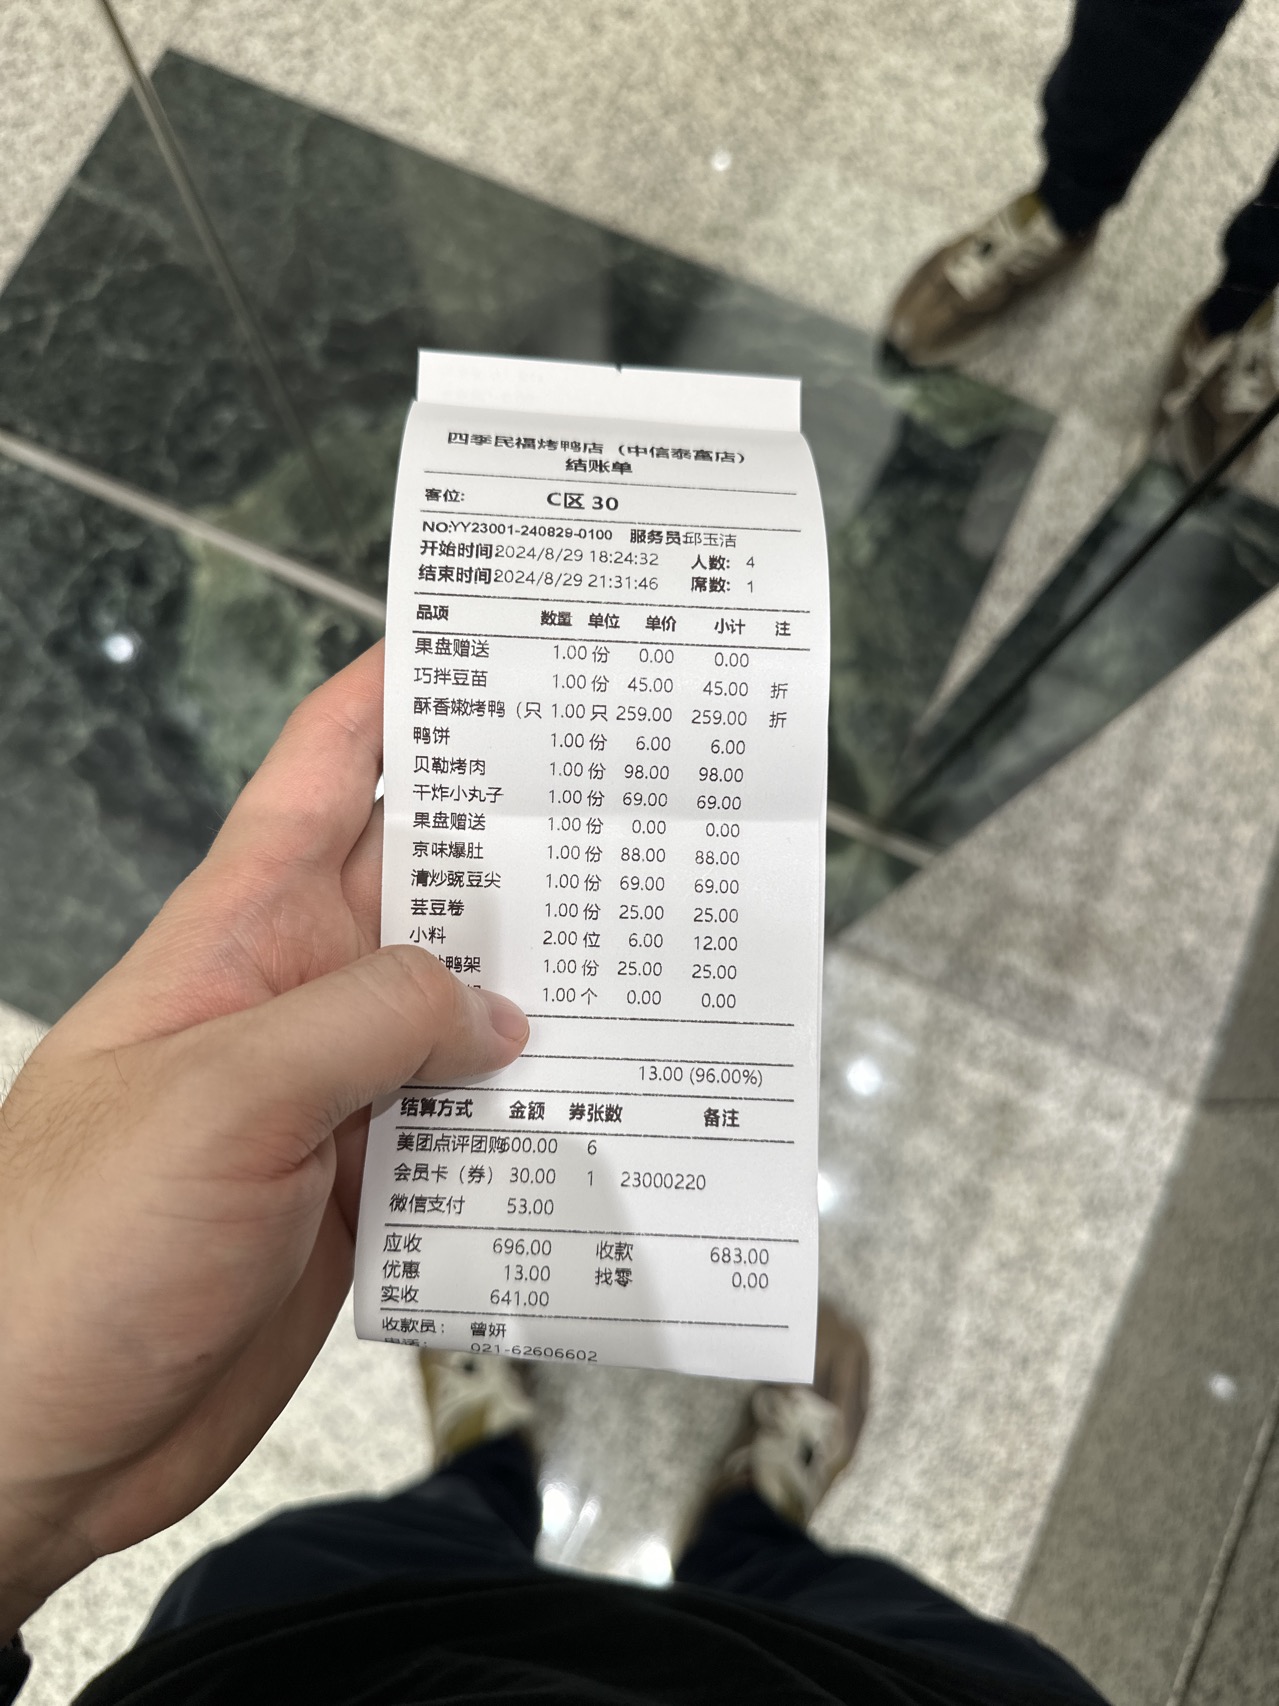 四季民福烤鸭店（中信泰富店）
结账单
客位: C区 30
NO:YY23001-240829-0100 服务员邱玉洁
开始时间2024/8/29 18:24:32 人数: 4
结束时间2024/8/29 21:31:46 席数: 1
品项 数量 单位 单价 小计 注
果盘赠送 1.00 份 0.00 0.00
巧拌豆苗 1.00 份 45.00 45.00 折
酥香嫩烤鸭（只 1.00 只 259.00 259.00 折
鸭饼 1.00 份 6.00 6.00
贝勒烤肉 1.00 份 98.00 98.00
干炸小丸子 1.00 份 69.00 69.00
果盘赠送 1.00 份 0.00 0.00
京味爆肚 1.00 份 88.00 88.00
清炒豌豆尖 1.00 份 69.00 69.00
芸豆卷 1.00 份 25.00 25.00
小料 2.00 位 6.00 12.00
鸭架 1.00 份 25.00 25.00
1.00 个 0.00 0.00
13.00 (96.00%)
结算方式 金额 券张数 备注
美团点评团购600.00 6
会员卡（券） 30.00 1 23000220
微信支付 53.00
应收 696.00 收款 683.00
优惠 13.00 找零 0.00
实收 641.00
收款员: 曾妍
021-62606602